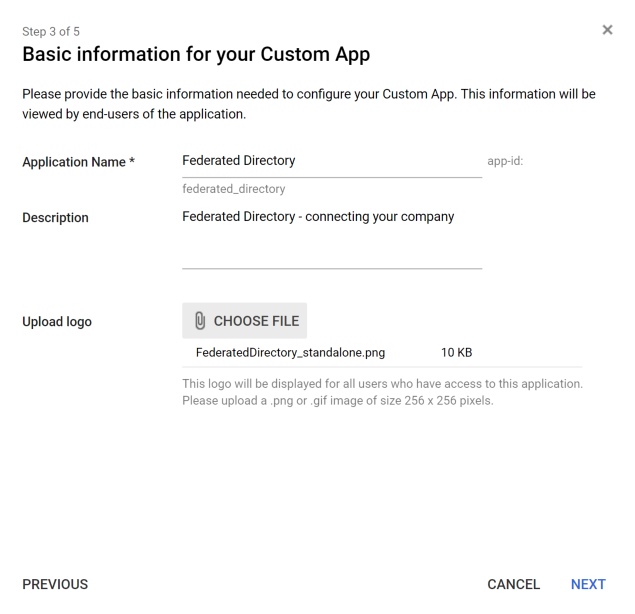 Step 3 of 5
Basic information for your Custom App
Please provide the basic information needed to configure your Custom App. This information will be
viewed by end-users of the application.
Application Name * Federated Directory app-id:
federated_directory
Description Federated Directory - connecting your company
Upload logo CHOOSE FILE
FederatedDirectory_standalone.png 10 KB
This logo will be displayed for all users who have access to this application.
Please upload a .png or .gif image of size 256 x 256 pixels.
PREVIOUS CANCEL NEXT